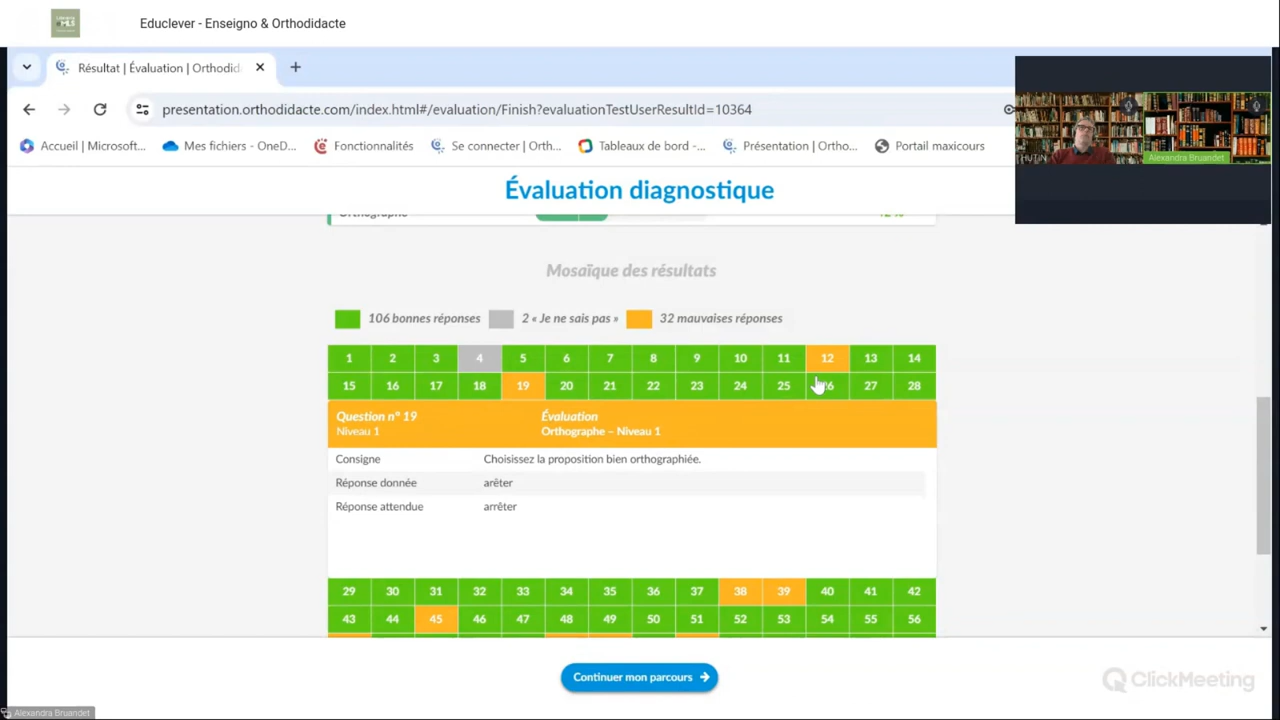 Educlever - Enseigno & Orthodidacte
Résultat | Évaluation | Orthodid
presentation.orthodidacte.com/index.html#/evaluation/Finish?evaluationTestUserResultId=10364
Accueil | Microsoft... Mes fichiers - OneD... Fonctionnalités Se connecter | Orth... Tableaux de bord -... Présentation | Ortho... Portail maxicours
HUTIN Alexandra Bruandet
Évaluation diagnostique
Orthographe
Mosaïque des résultats
106 bonnes réponses 2 « Je ne sais pas » 32 mauvaises réponses
1 2 3 4 5 6 7 8 9 10 11 12 13 14
15 16 17 18 19 20 21 22 23 24 25 26 27 28
Question n° 19 Évaluation
Niveau 1 Orthographe – Niveau 1
Consigne Choisissez la proposition bien orthographiée.
Réponse donnée arêter
Réponse attendue arrêter
29 30 31 32 33 34 35 36 37 38 39 40 41 42
43 44 45 46 47 48 49 50 51 52 53 54 55 56
Continuer mon parcours
ClickMeeting
Alexandra Bruandet